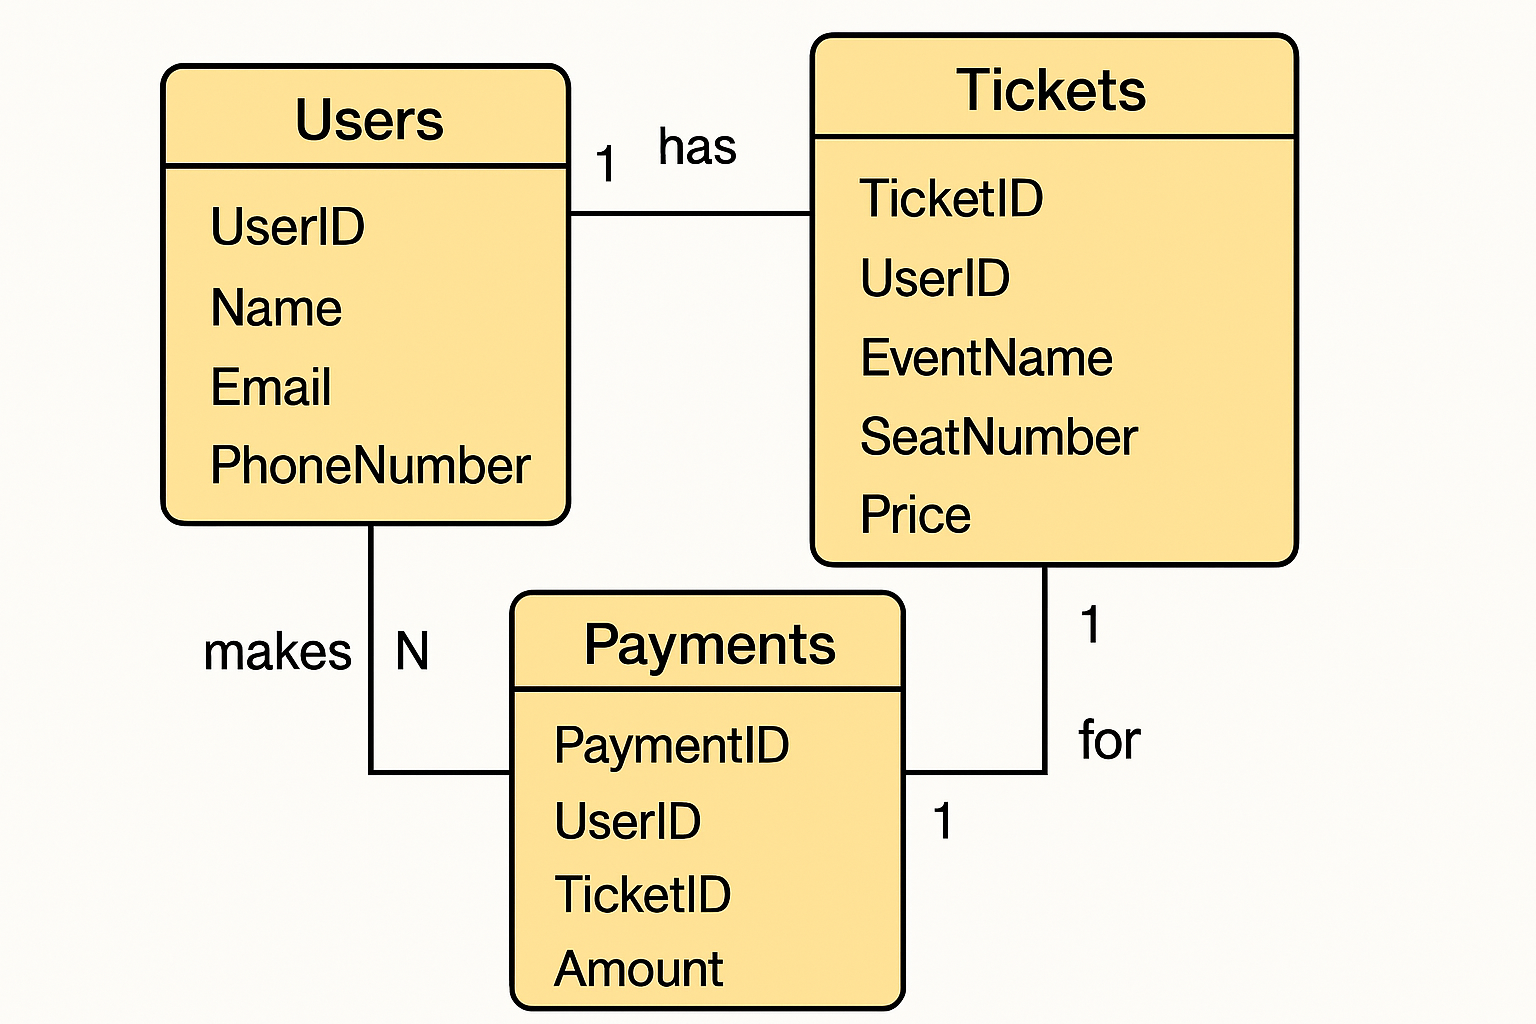 Users
UserID
Name
Email
PhoneNumber
1 has
Tickets
TicketID
UserID
EventName
SeatNumber
Price
makes N
Payments
PaymentID
UserID
TicketID
Amount
1
for
1